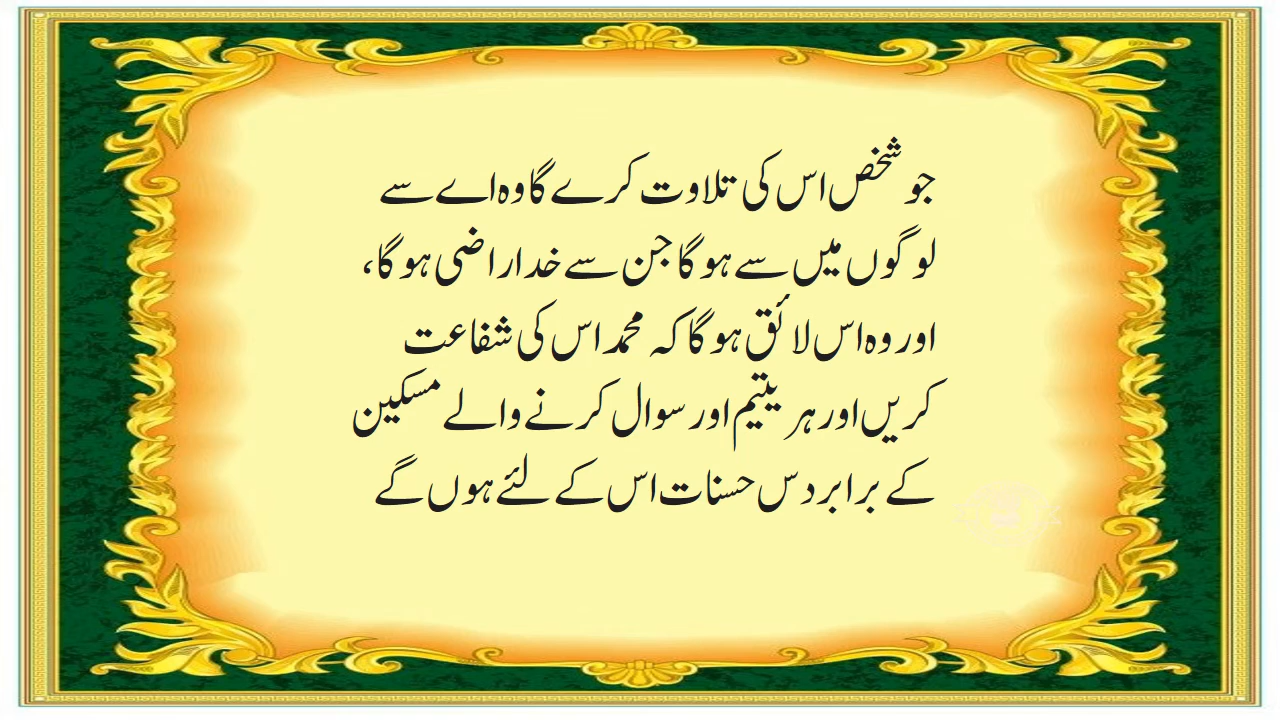 جو شخص اس کی تلاوت کرے گا وہ اے سے
لوگوں میں سے ہو گا جن سے خدا راضی ہو گا،
اور وہ اس لائق ہو گا کہ محمد اس کی شفاعت
کریں اور ہر یتیم اور سوال کرنے والے مسکین
کے برابر دس حسنات اس کے لئے ہوں گے